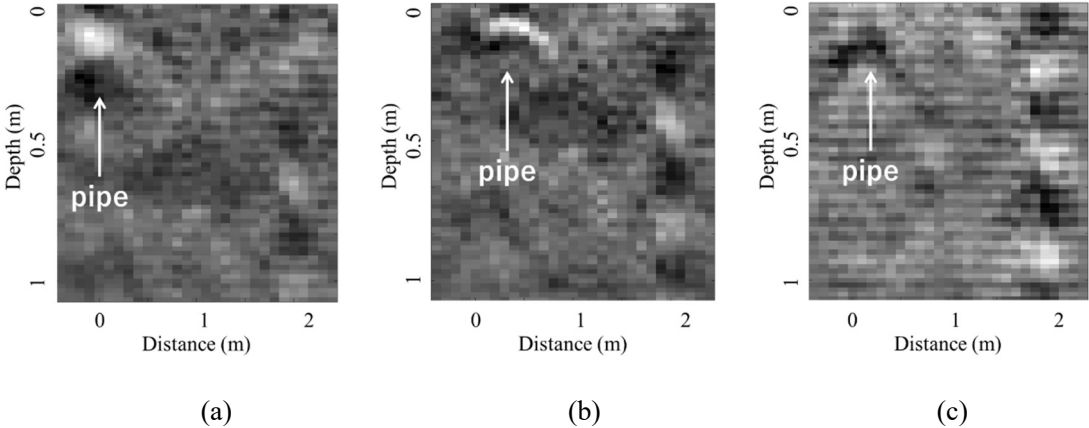 0
0.5
1
Depth (m)
pipe
0 1 2
Distance (m)
(a)
0
0.5
1
Depth (m)
pipe
0 1 2
Distance (m)
(b)
0
0.5
1
Depth (m)
pipe
0 1 2
Distance (m)
(c)